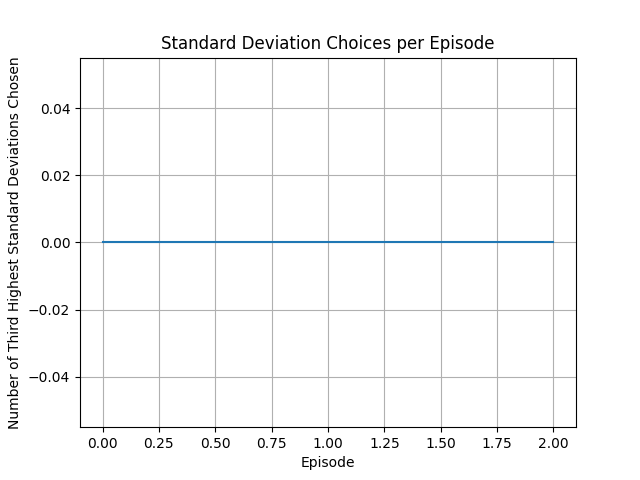 Standard Deviation Choices per Episode
Number of Third Highest Standard Deviations Chosen
0.04
0.02
0.00
−0.02
−0.04
0.00 0.25 0.50 0.75 1.00 1.25 1.50 1.75 2.00
Episode